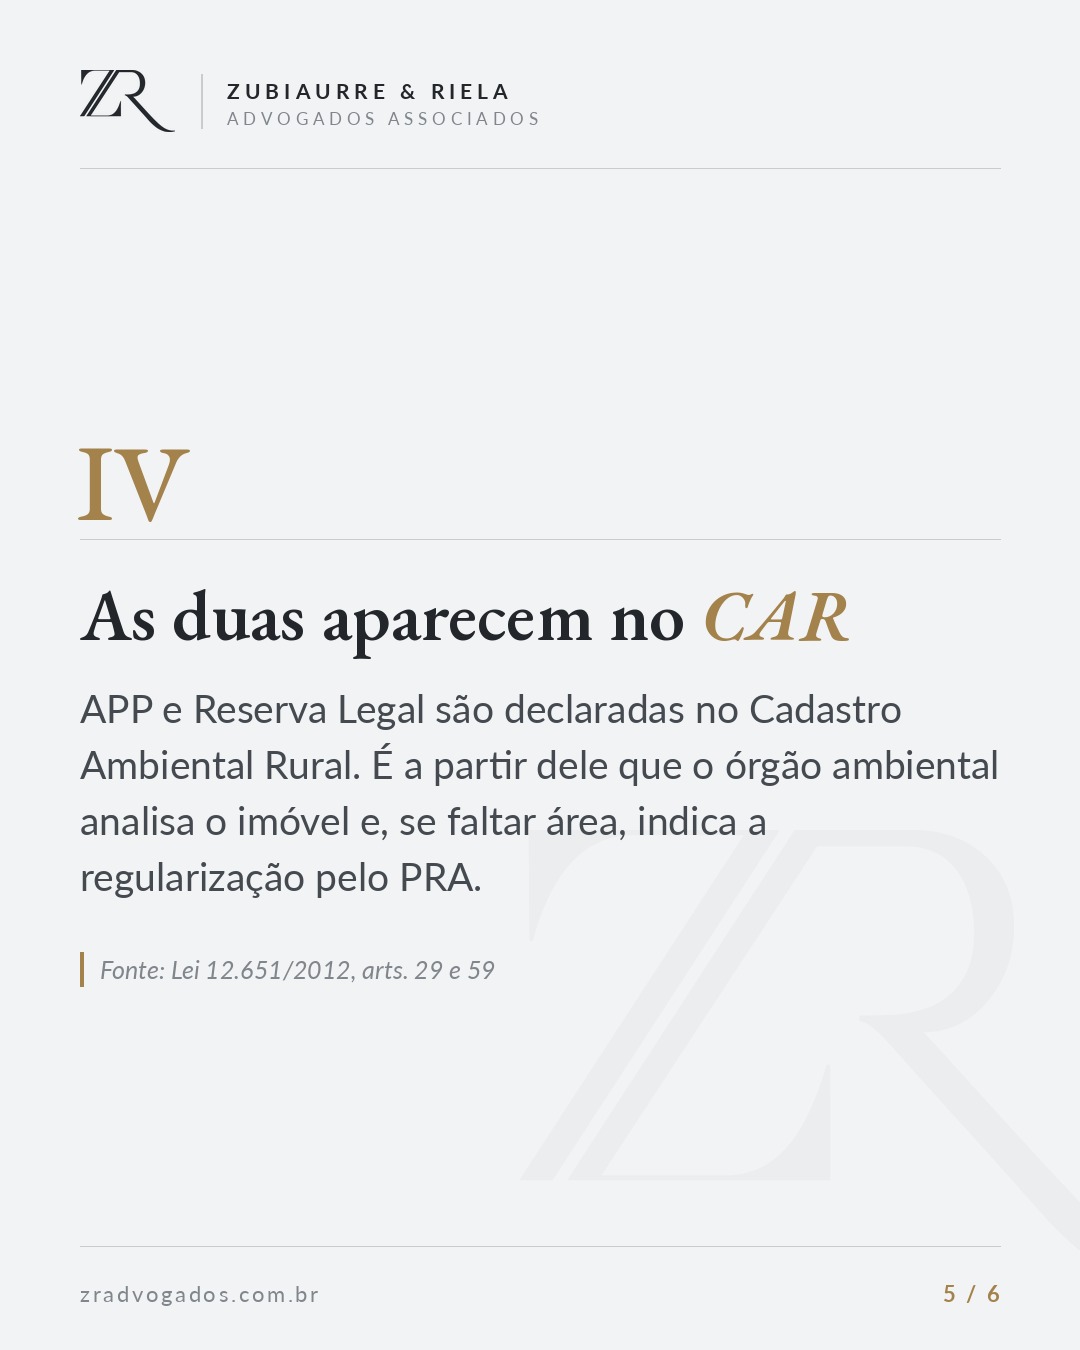 ZR
ZUBIAURRE & RIELA
ADVOGADOS ASSOCIADOS
IV
As duas aparecem no CAR
APP e Reserva Legal são declaradas no Cadastro
Ambiental Rural. É a partir dele que o órgão ambiental
analisa o imóvel e, se faltar área, indica a
regularização pelo PRA.
Fonte: Lei 12.651/2012, arts. 29 e 59
ZR
zradvogados.com.br
5 / 6